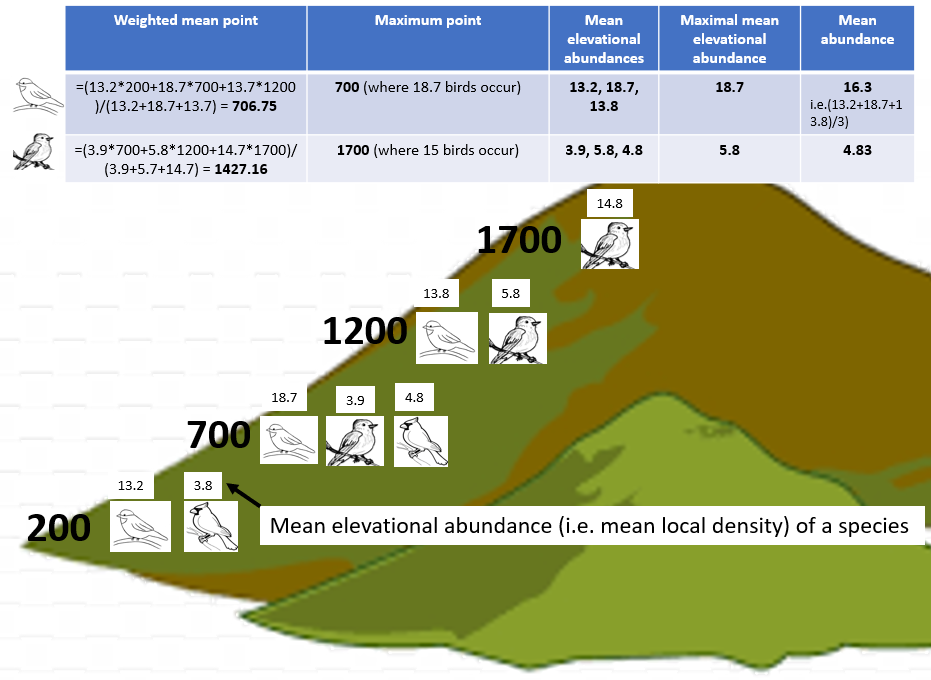 Weighted mean point
Maximum point
Mean
elevational
abundances
Maximal mean
elevational
abundance
Mean
abundance
=(13.2*200+18.7*700+13.7*1200
)/(13.2+18.7+13.7) = 706.75
700 (where 18.7 birds occur)
13.2, 18.7,
13.8
18.7
16.3
i.e.(13.2+18.7+1
3.8)/3)
=(3.9*700+5.8*1200+14.7*1700)/
(3.9+5.7+14.7) = 1427.16
1700 (where 15 birds occur)
3.9, 5.8, 4.8
5.8
4.83
14.8
1700
13.8
5.8
1200
18.7
3.9
4.8
700
13.2
3.8
200
Mean elevational abundance (i.e. mean local density) of a species